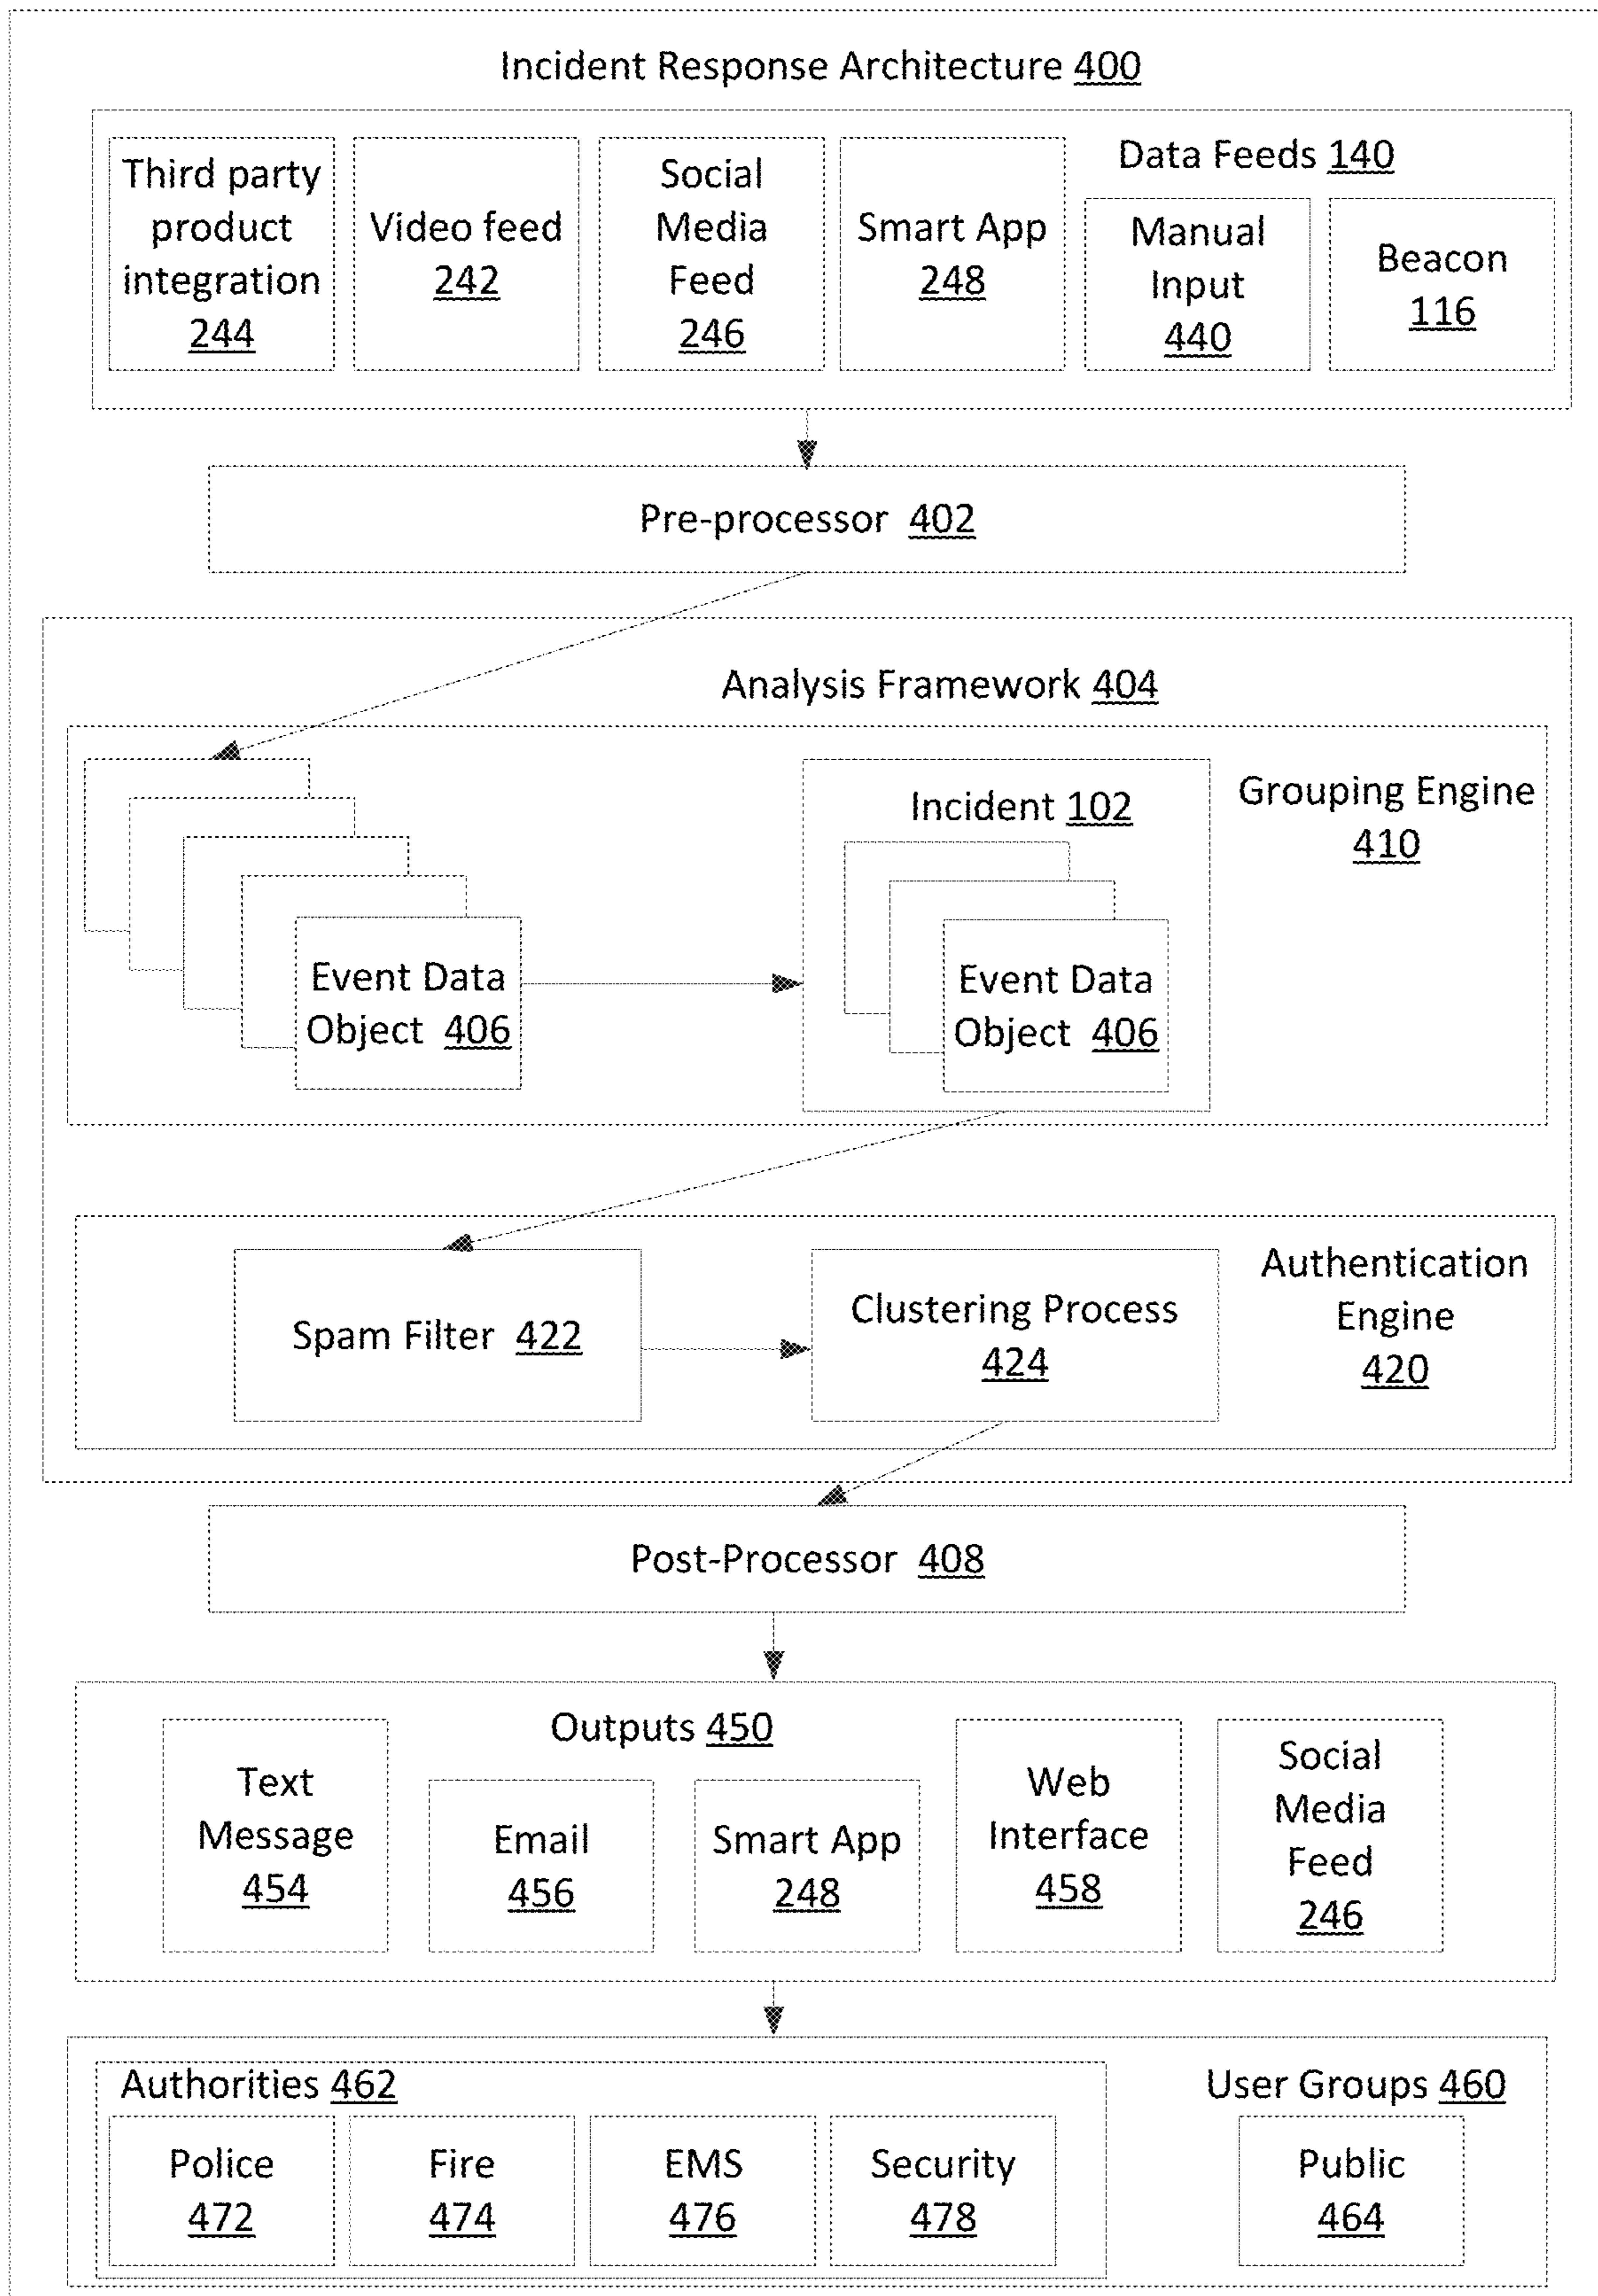 Incident Response Architecture 400
Data Feeds 140
Third party
product
integration
244
Video feed
242
Social
Media
Feed
246
Smart App
248
Manual
Input
440
Beacon
116
Pre-processor 402
Analysis Framework 404
Grouping Engine
410
Event Data
Object 406
Incident 102
Event Data
Object 406
Authentication
Engine
420
Spam Filter 422
Clustering Process
424
Post-Processor 408
Outputs 450
Text
Message
454
Email
456
Smart App
248
Web
Interface
458
Social
Media
Feed
246
Authorities 462
User Groups 460
Police
472
Fire
474
EMS
476
Security
478
Public
464